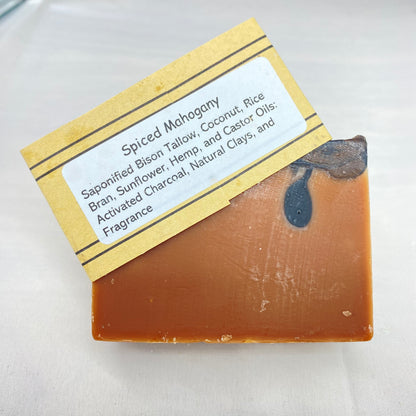 Spiced Mahogany
Saponified Bison Tallow, Coconut, Rice
Bran, Sunflower, Hemp, and Castor Oils:
Activated Charcoal, Natural Clays, and
Fragrance